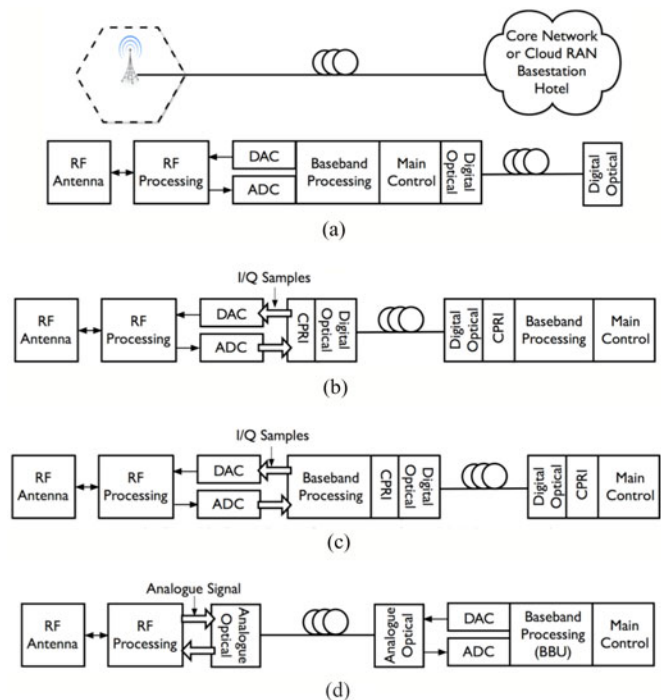 Core Network
or Cloud RAN
Basestation
Hotel
RF
Antenna
RF
Processing
DAC
ADC
Baseband
Processing
Main
Control
Digital
Optical
Digital
Optical
(a)
I/Q Samples
RF
Antenna
RF
Processing
DAC
ADC
CPRI
Digital
Optical
Digital
Optical
CPRI
Baseband
Processing
Main
Control
(b)
I/Q Samples
RF
Antenna
RF
Processing
DAC
ADC
Baseband
Processing
CPRI
Digital
Optical
Digital
Optical
CPRI
Main
Control
(c)
Analogue Signal
RF
Antenna
RF
Processing
Analogue
Optical
Analogue
Optical
DAC
ADC
Baseband
Processing
(BBU)
Main
Control
(d)